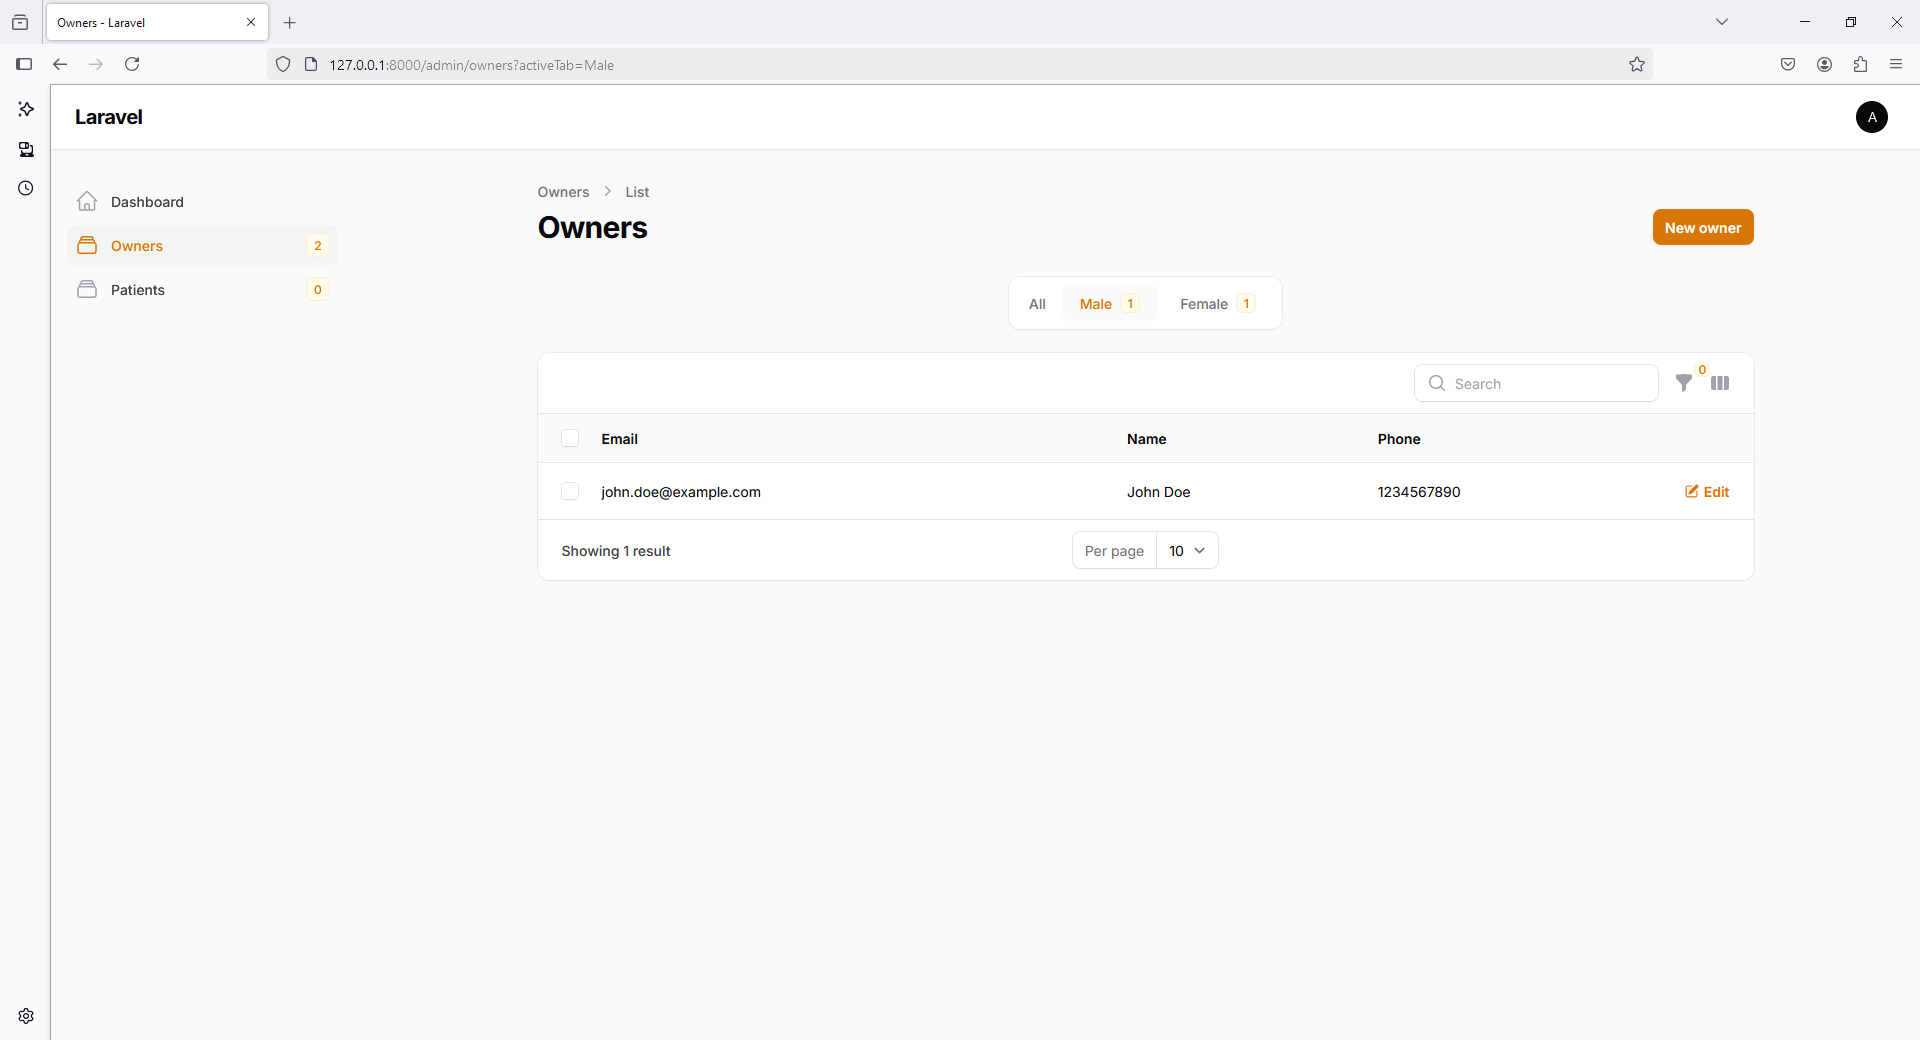 Owners - Laravel
127.0.0.1:8000/admin/owners?activeTab=Male
Laravel
A
Dashboard
Owners 2
Patients 0
Owners List
Owners
New owner
All Male 1 Female 1
Search 0
Email Name Phone
john.doe@example.com John Doe 1234567890 Edit
Showing 1 result Per page 10